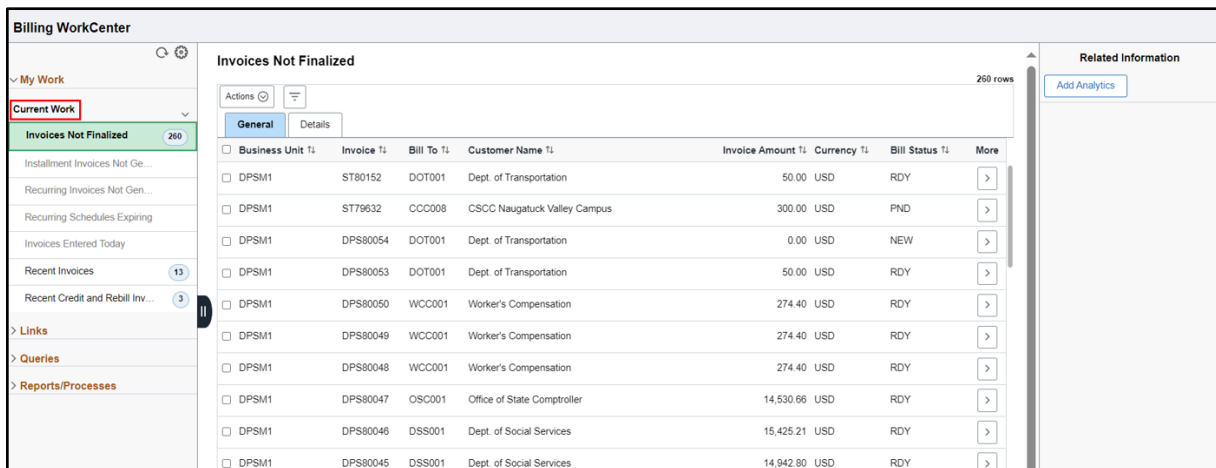 Billing WorkCenter
My Work
Current Work
Invoices Not Finalized 260
Installment Invoices Not Ge...
Recurring Invoices Not Gen...
Recurring Schedules Expiring
Invoices Entered Today
Recent Invoices 13
Recent Credit and Rebill Inv... 3
Links
Queries
Reports/Processes
Invoices Not Finalized
260 rows
Actions
General Details
Business Unit Invoice Bill To Customer Name Invoice Amount Currency Bill Status More
DPSM1 ST80152 DOT001 Dept. of Transportation 50.00 USD RDY
DPSM1 ST79632 CCC008 CSCC Naugatuck Valley Campus 300.00 USD PND
DPSM1 DPS80054 DOT001 Dept. of Transportation 0.00 USD NEW
DPSM1 DPS80053 DOT001 Dept. of Transportation 50.00 USD RDY
DPSM1 DPS80050 WCC001 Worker's Compensation 274.40 USD RDY
DPSM1 DPS80049 WCC001 Worker's Compensation 274.40 USD RDY
DPSM1 DPS80048 WCC001 Worker's Compensation 274.40 USD RDY
DPSM1 DPS80047 OSC001 Office of State Comptroller 14,530.66 USD RDY
DPSM1 DPS80046 DSS001 Dept. of Social Services 15,425.21 USD RDY
DPSM1 DPS80045 DSS001 Dept. of Social Services 14,942.80 USD RDY
Related Information
Add Analytics